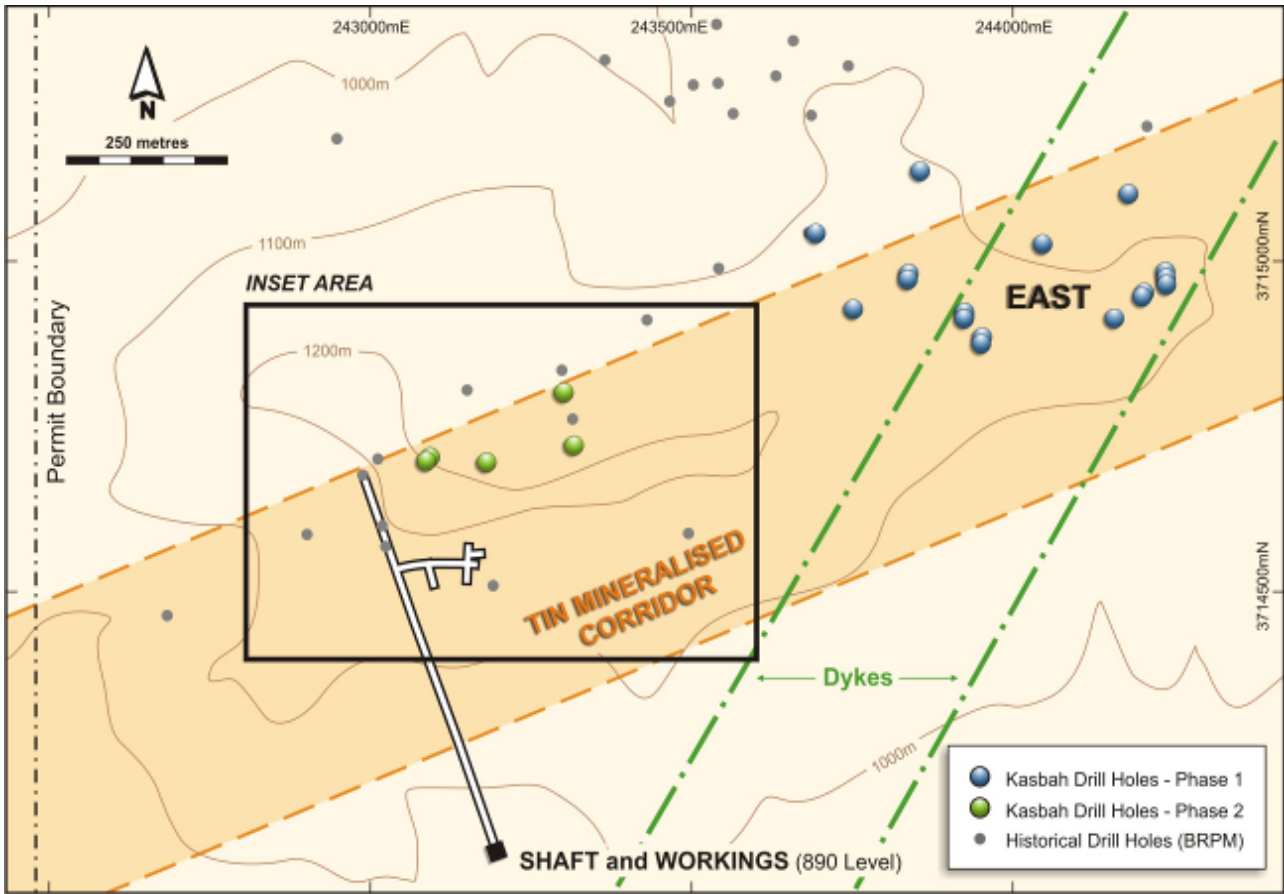 243000mE
243500mE
244000mE
1000m
N
250 metres
1100m
3715000mN
INSET AREA
EAST
1200m
Permit Boundary
TIN MINERALISED
CORRIDOR
3714500mN
Dykes
1000m
Kasbah Drill Holes - Phase 1
Kasbah Drill Holes - Phase 2
Historical Drill Holes (BRPM)
SHAFT and WORKINGS (890 Level)